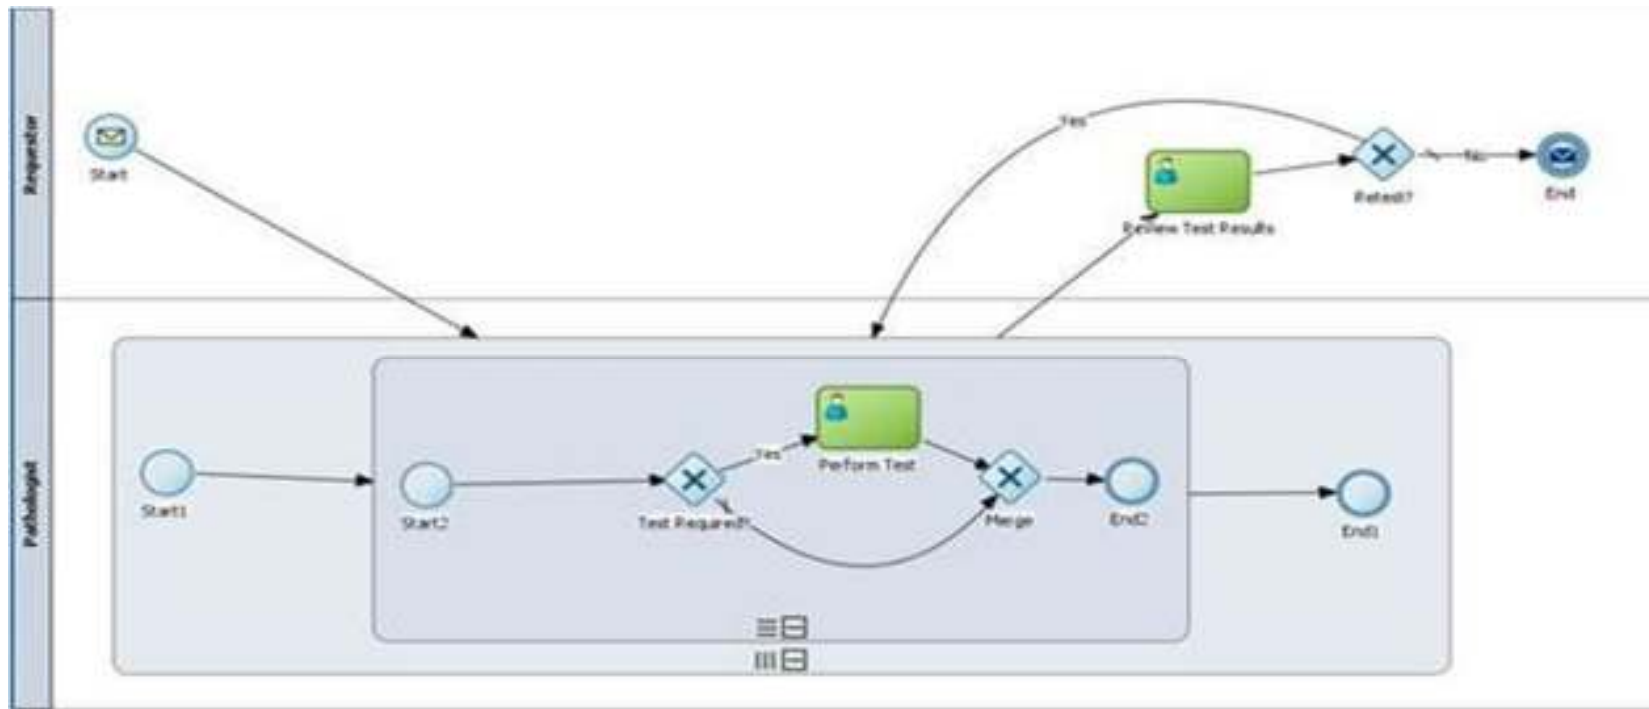 Requestor
Start
Yes
Review Test Results
Retest?
No
End
Pathologist
Start1
Start2
Test Required?
Yes
Perform Test
Merge
End2
End1